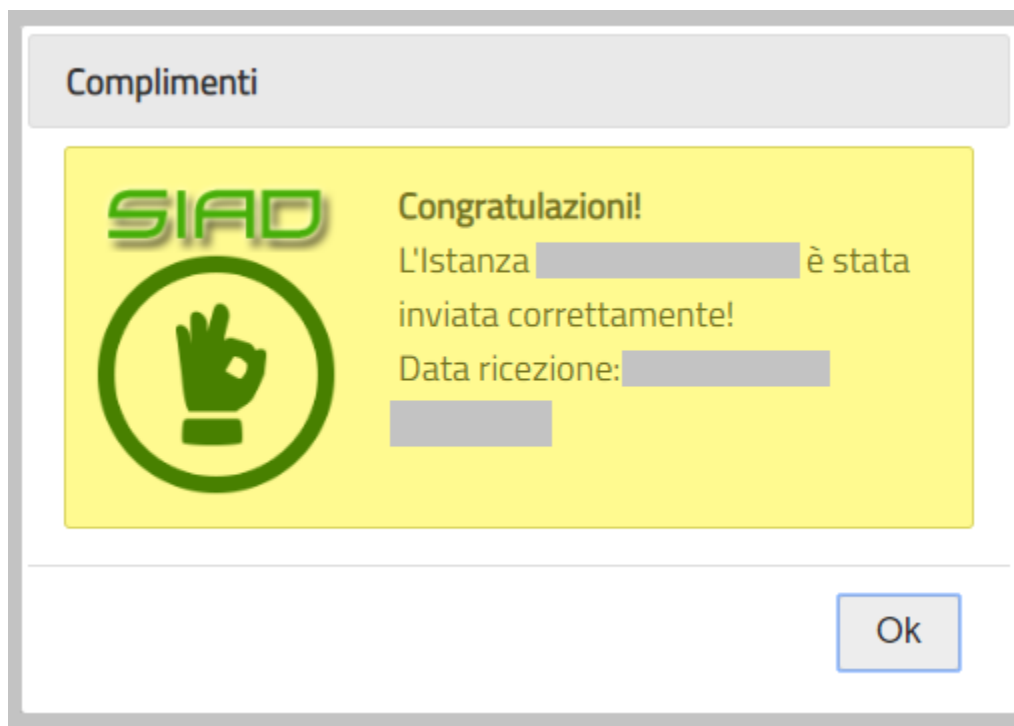 Complimenti
SIAD
Congratulazioni!
L'Istanza è stata
inviata correttamente!
Data ricezione:
Ok